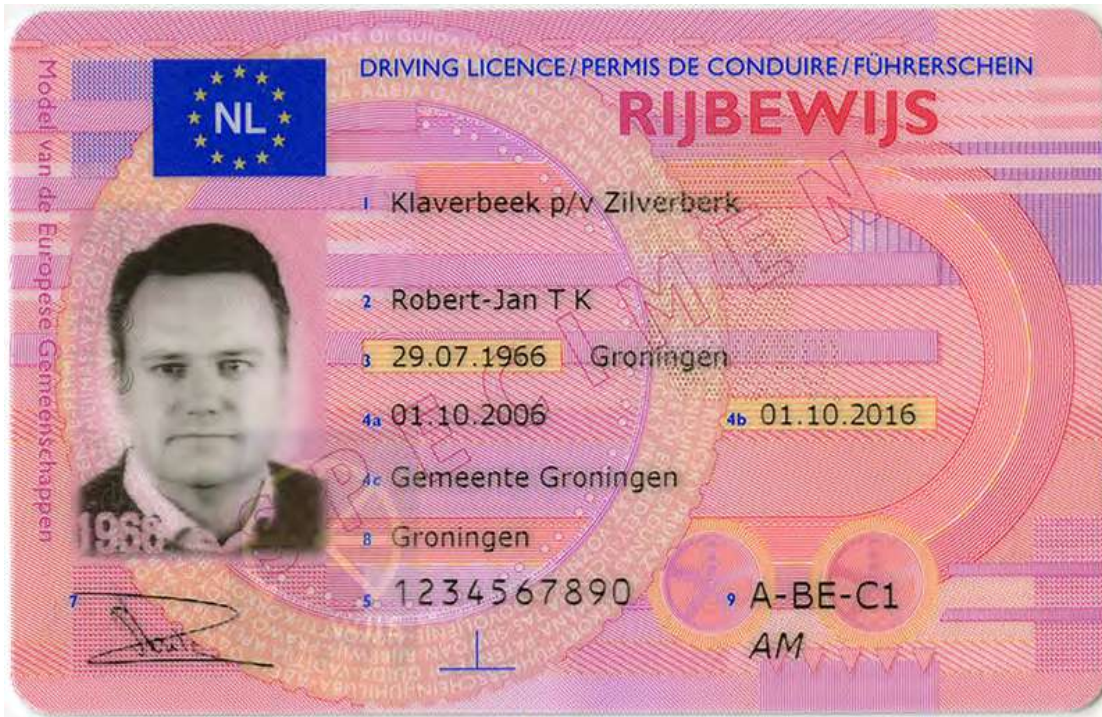 DRIVING LICENCE/PERMIS DE CONDUIRE/FÜHRERSCHEIN
RIJBEWIJS
NL
Model van de Europese Gemeenschappen
1 Klaverbeek p/v Zilverberk
2 Robert-Jan T K
3 29.07.1966 Groningen
4a 01.10.2006 4b 01.10.2016
4c Gemeente Groningen
8 Groningen
5 1234567890 9 A-BE-C1
AM
7
SPECIMEN